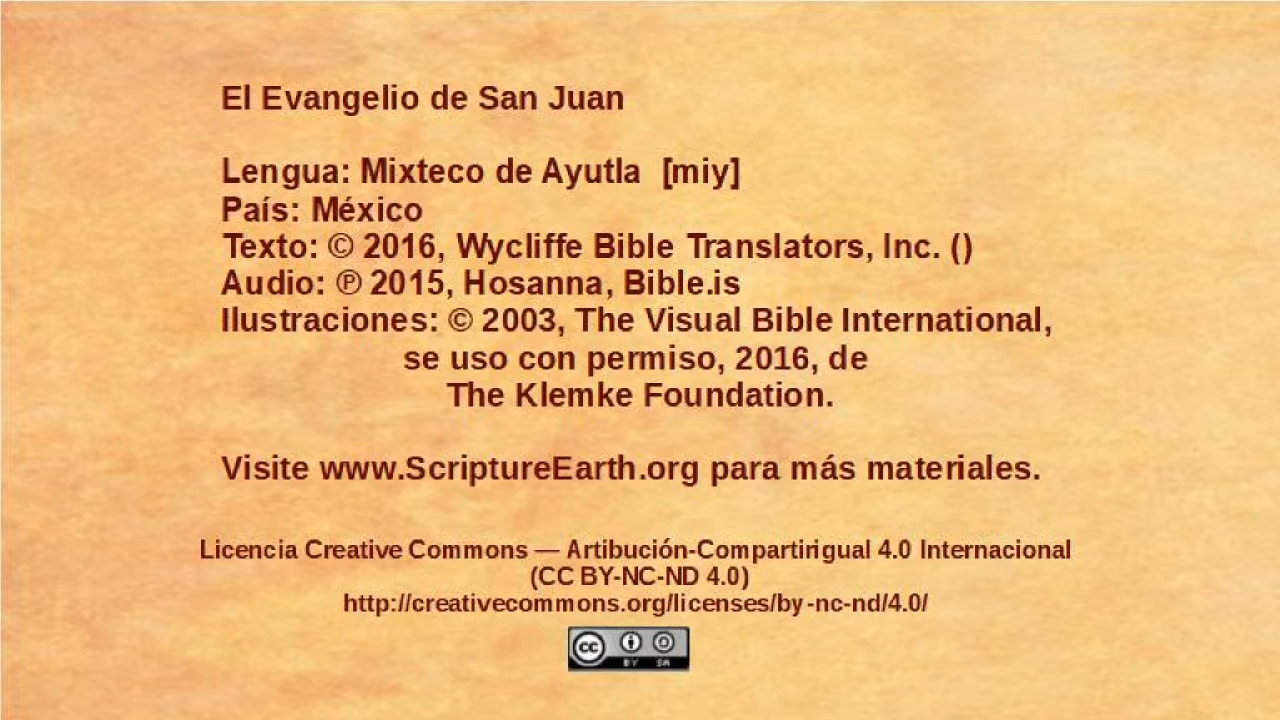 El Evangelio de San Juan
Lengua: Mixteco de Ayutla [miy]
País: México
Texto: © 2016, Wycliffe Bible Translators, Inc. ()
Audio: ℗ 2015, Hosanna, Bible.is
Ilustraciones: © 2003, The Visual Bible International,
se uso con permiso, 2016, de
The Klemke Foundation.
Visite www.ScriptureEarth.org para más materiales.
Licencia Creative Commons — Artibución-Compartirigual 4.0 Internacional
(CC BY-NC-ND 4.0)
http://creativecommons.org/licenses/by-nc-nd/4.0/
cc BY SA